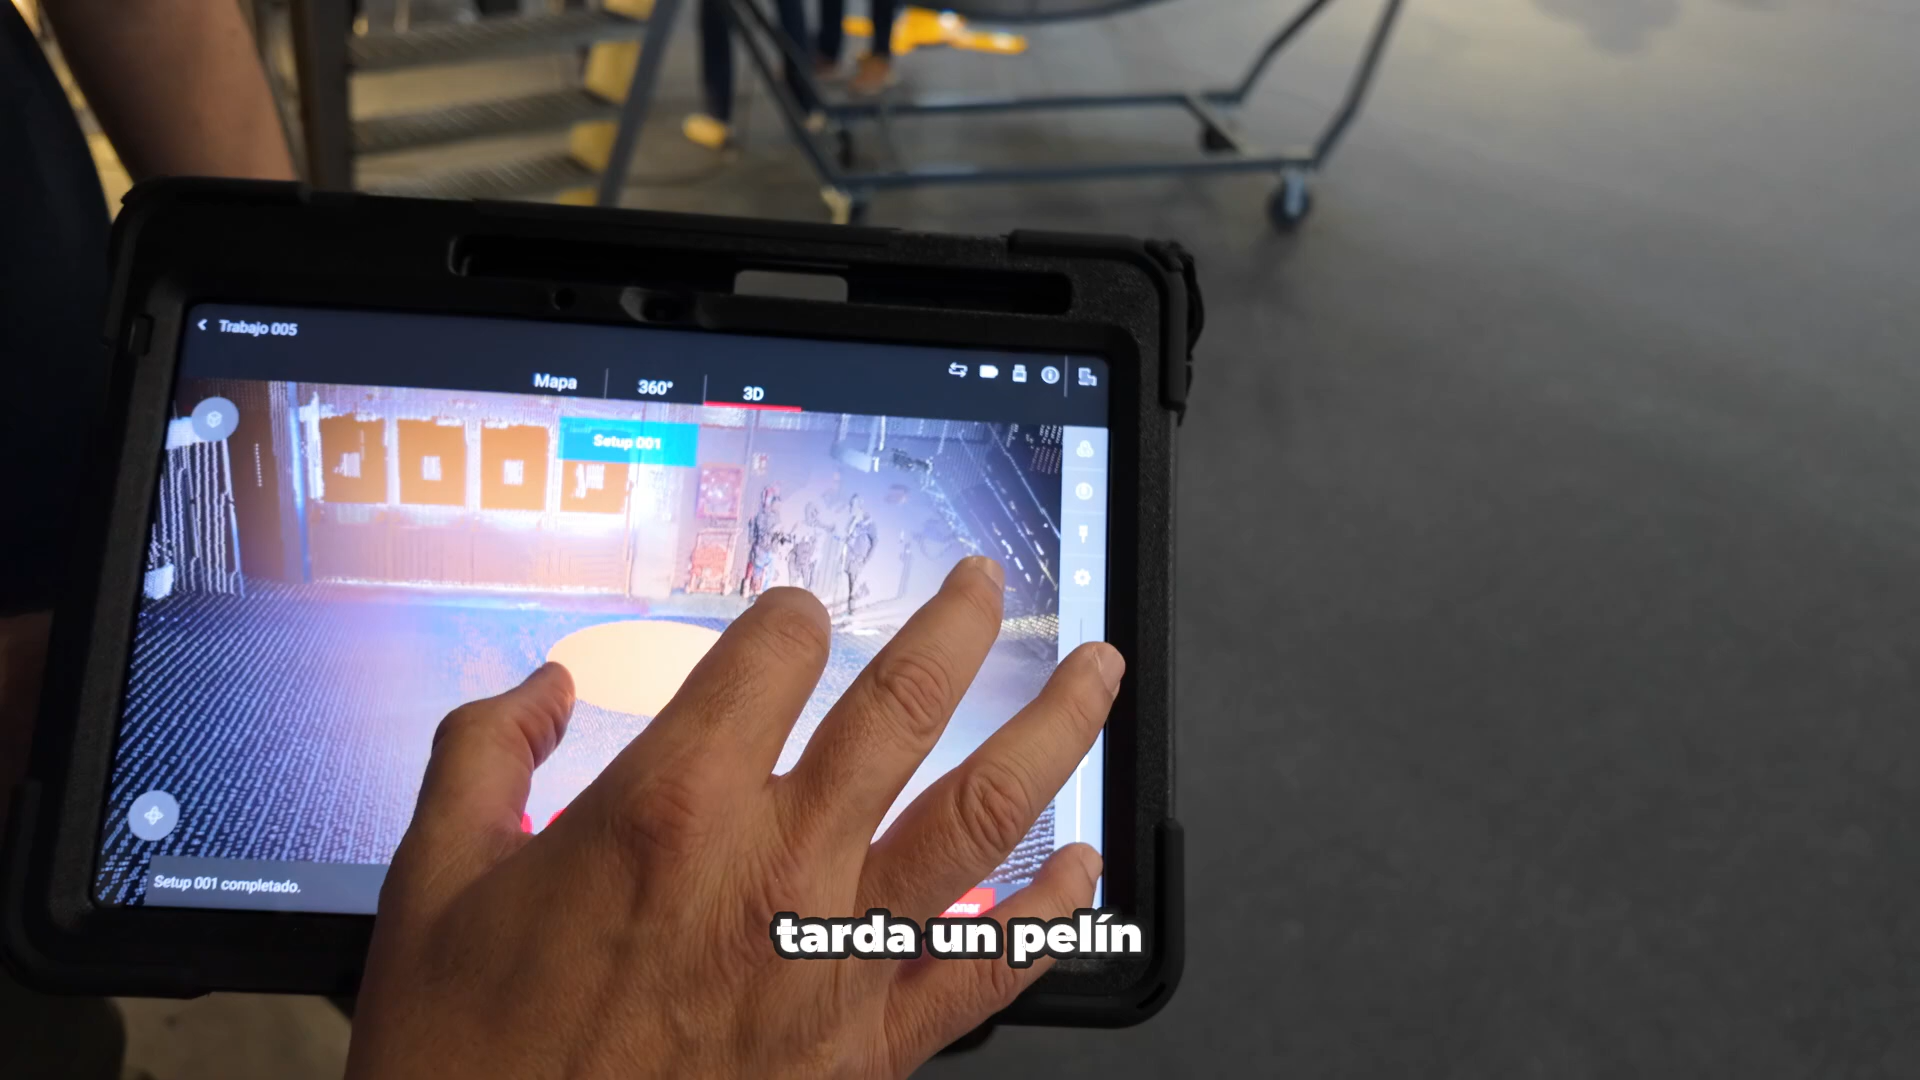 Trabajo 005
Mapa
360°
3D
Setup 001
Setup 001 completado.
tarda un pelín